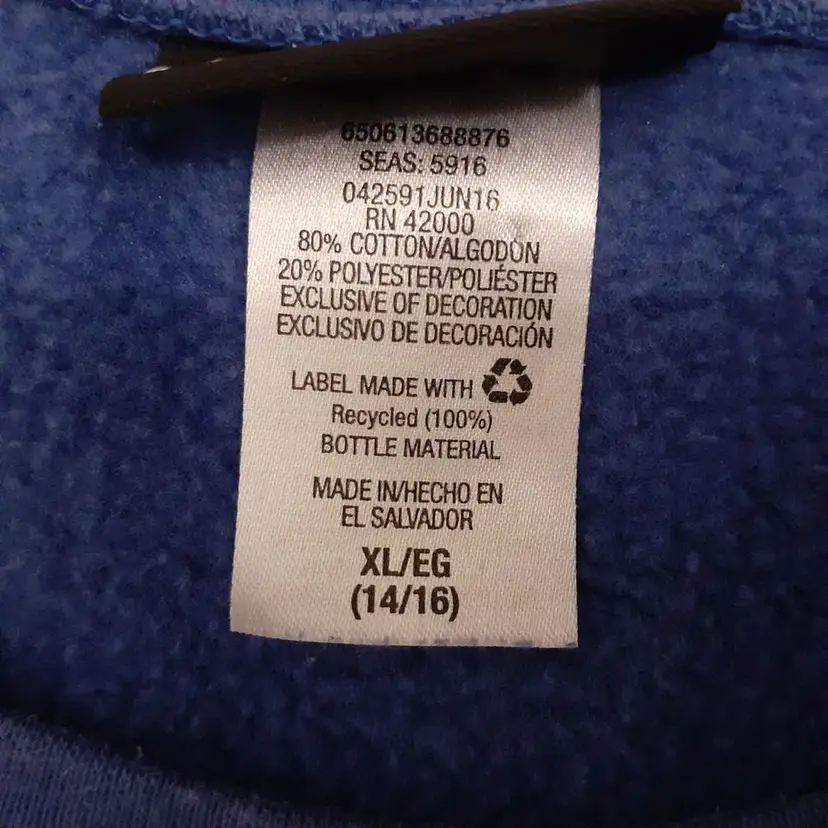 650613688876
SEAS: 5916
042591JUN16
RN 42000
80% COTTON/ALGODÓN
20% POLYESTER/POLIÉSTER
EXCLUSIVE OF DECORATION
EXCLUSIVO DE DECORACIÓN
LABEL MADE WITH
Recycled (100%)
BOTTLE MATERIAL
MADE IN/HECHO EN
EL SALVADOR
XL/EG
(14/16)